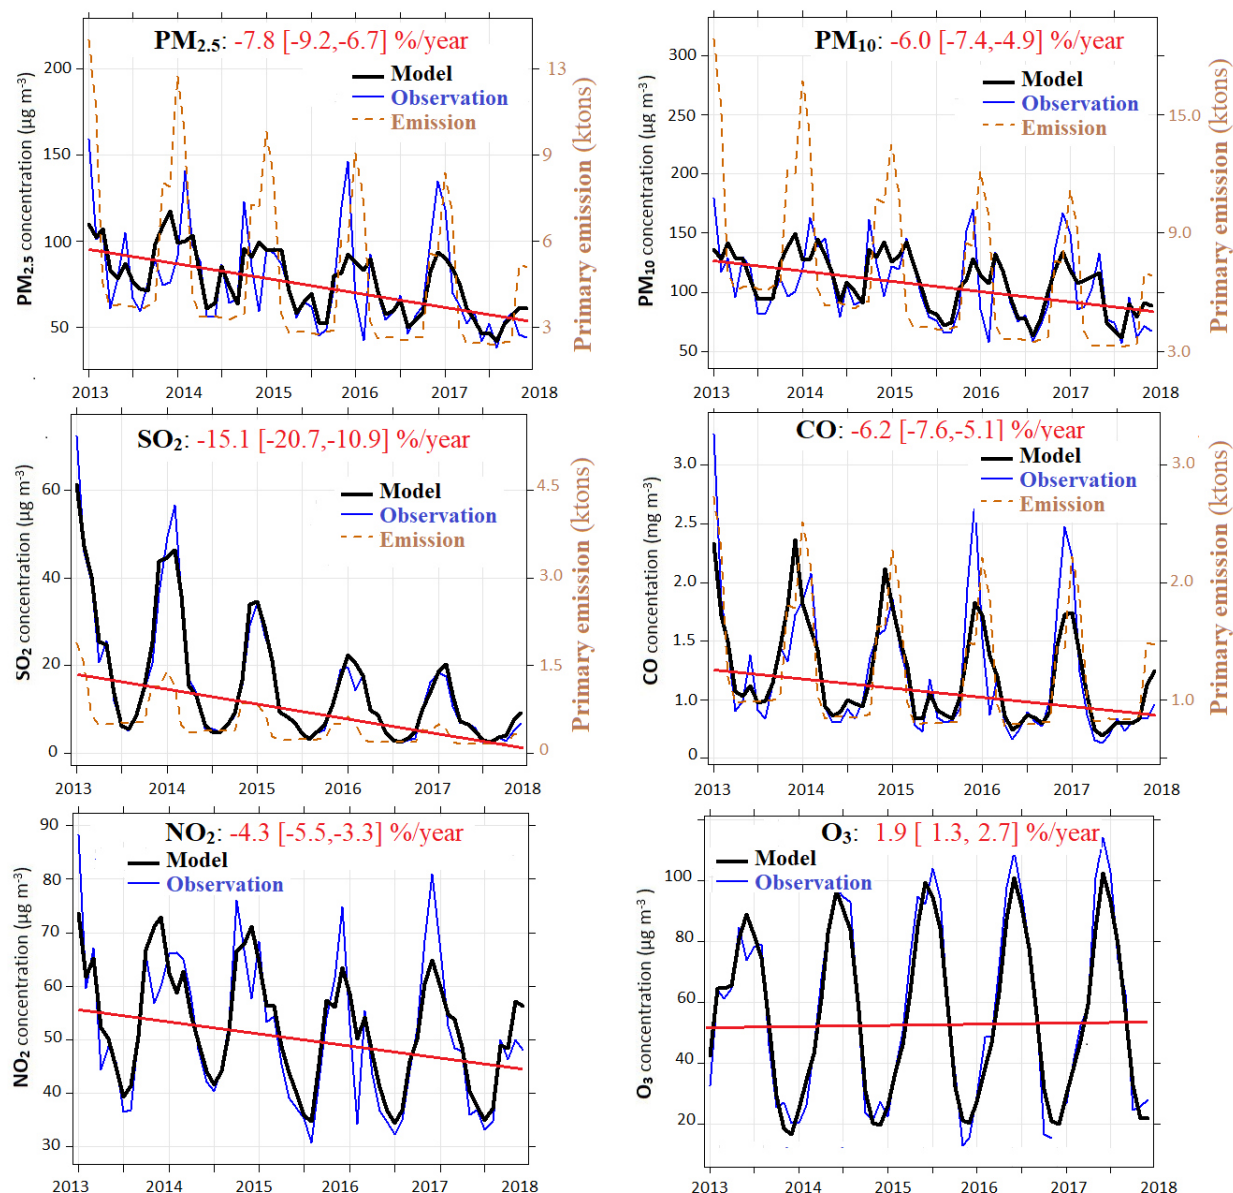 PM2.5: -7.8 [-9.2,-6.7] %/year
Model
Observation
Emission
PM2.5 concentration (µg m-3)
200
150
100
50
13
9
6
3
Primary emission (ktons)
2013 2014 2015 2016 2017 2018
PM10: -6.0 [-7.4,-4.9] %/year
Model
Observation
Emission
PM10 concentration (µg m-3)
300
250
200
150
100
50
15.0
9.0
3.0
Primary emission (ktons)
2013 2014 2015 2016 2017 2018
SO2: -15.1 [-20.7,-10.9] %/year
Model
Observation
Emission
SO2 concentration (µg m-3)
60
40
20
0
4.5
3.0
1.5
0
Primary emission (ktons)
2013 2014 2015 2016 2017 2018
CO: -6.2 [-7.6,-5.1] %/year
Model
Observation
Emission
CO concentation (mg m-3)
3.0
2.5
2.0
1.5
1.0
0
3.0
2.0
1.0
Primary emission (ktons)
2013 2014 2015 2016 2017 2018
NO2: -4.3 [-5.5,-3.3] %/year
Model
Observation
NO2 concentration (µg m-3)
90
80
70
60
50
40
30
2013 2014 2015 2016 2017 2018
O3: 1.9 [ 1.3, 2.7] %/year
Model
Observation
O3 concentration (µg m-3)
100
80
60
40
20
2013 2014 2015 2016 2017 2018